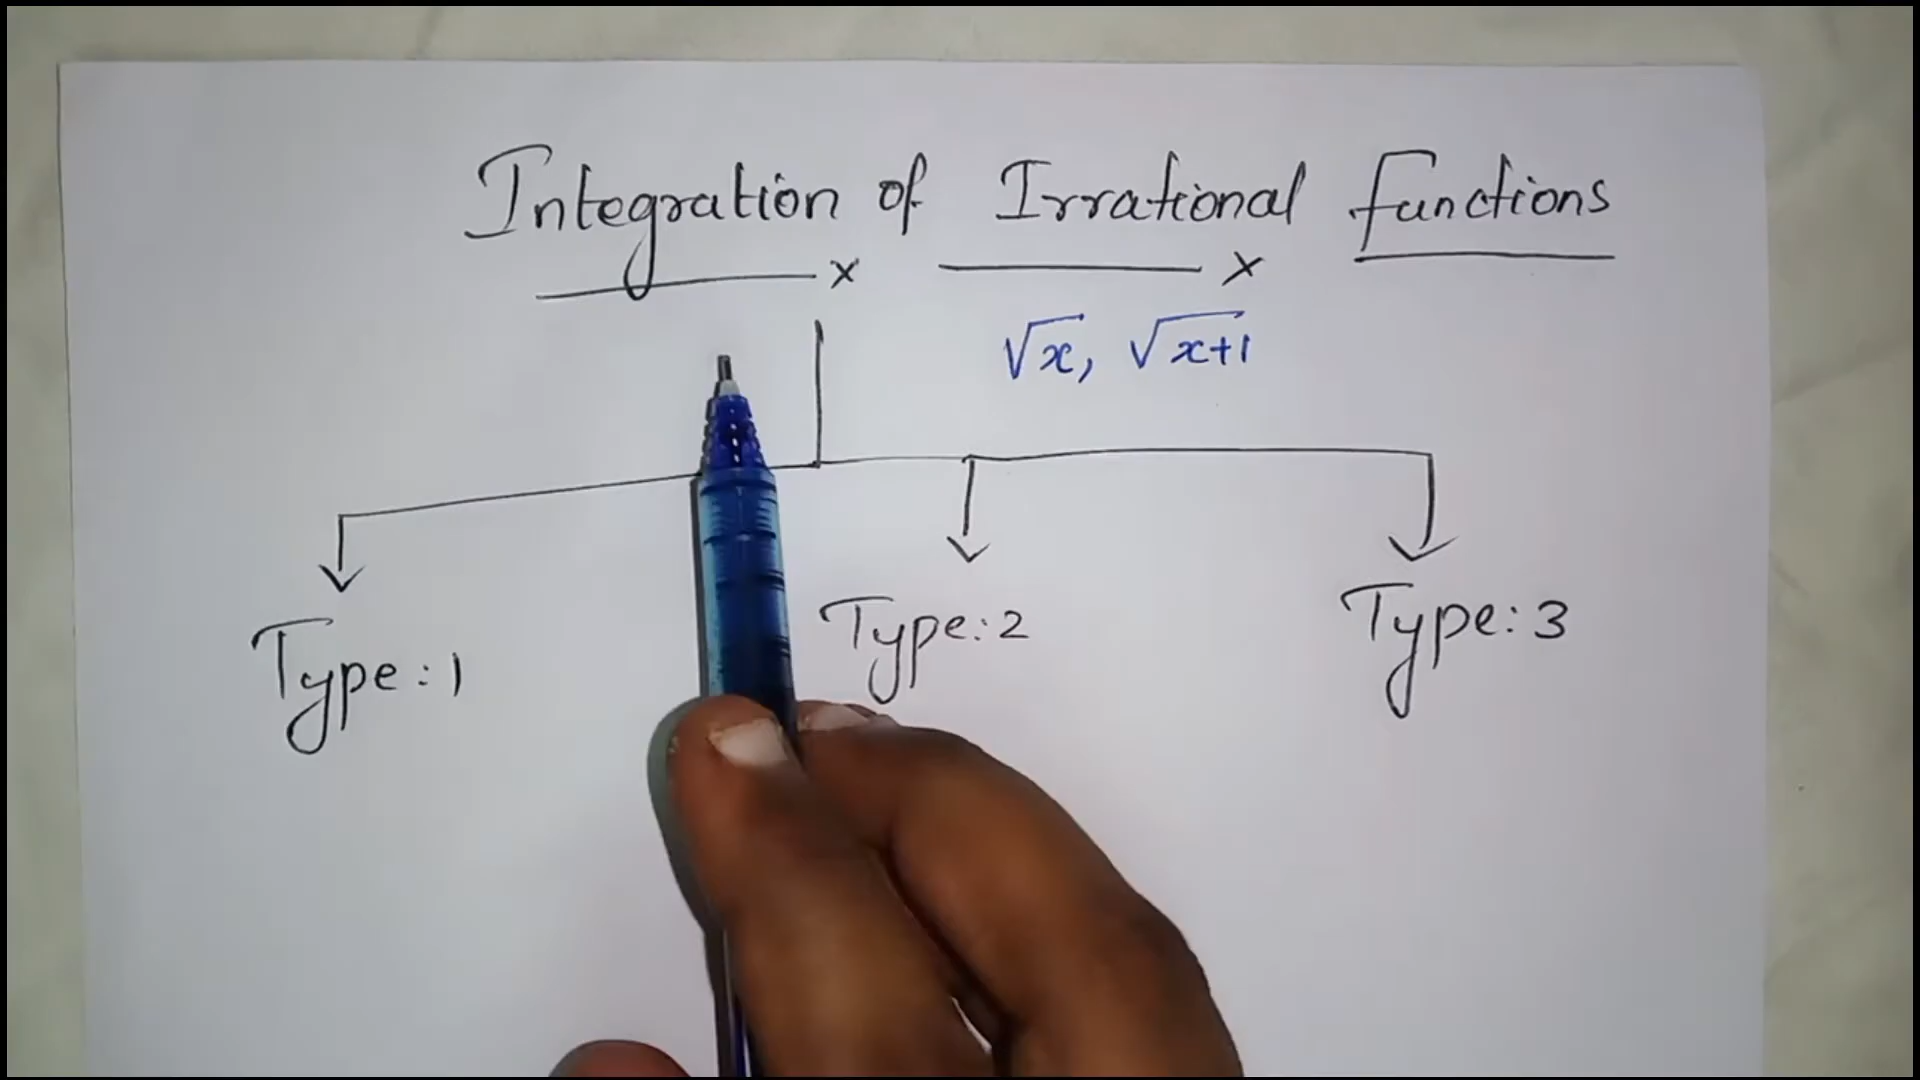 Integration of Irrational functions
√x, √x+1
Type:1 Type:2 Type:3